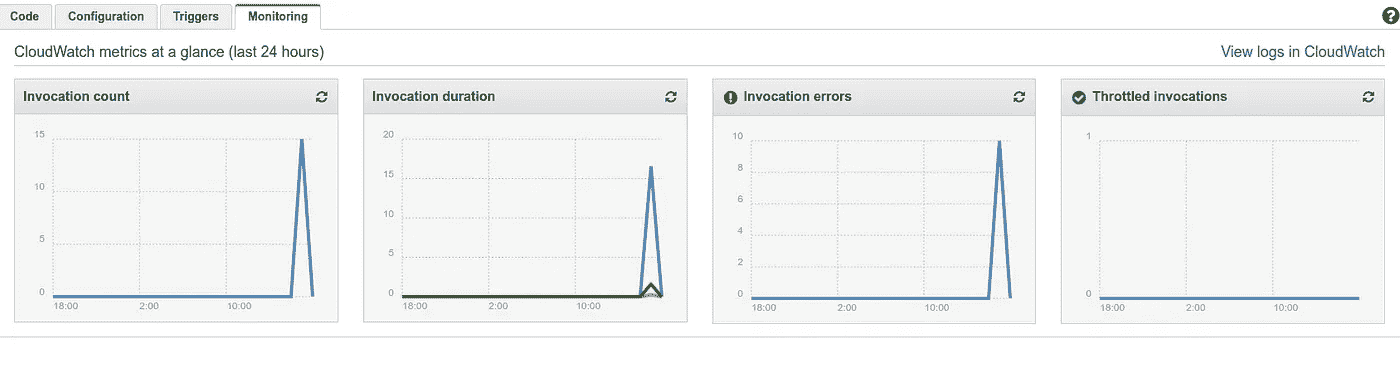 Code Configuration Triggers Monitoring ?
CloudWatch metrics at a glance (last 24 hours) View logs in CloudWatch
Invocation count
15
10
5
0
18:00 2:00 10:00
Invocation duration
20
15
10
5
0
18:00 2:00 10:00
Invocation errors
10
8
6
4
2
0
18:00 2:00 10:00
Throttled invocations
1
0
18:00 2:00 10:00